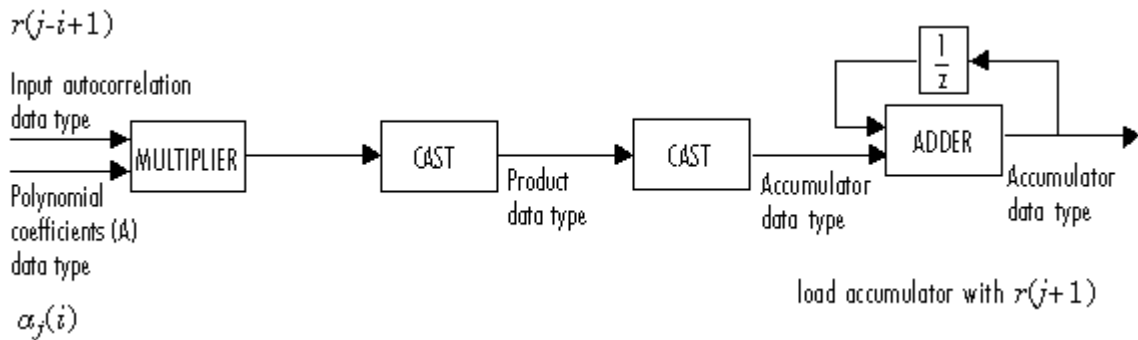 r(j-i+1)
Input autocorrelation
data type
MULTIPLIER
Polynomial
coefficients (A)
data type
α_j(i)
CAST
Product
data type
CAST
Accumulator
data type
1
z
ADDER
Accumulator
data type
load accumulator with r(j+1)